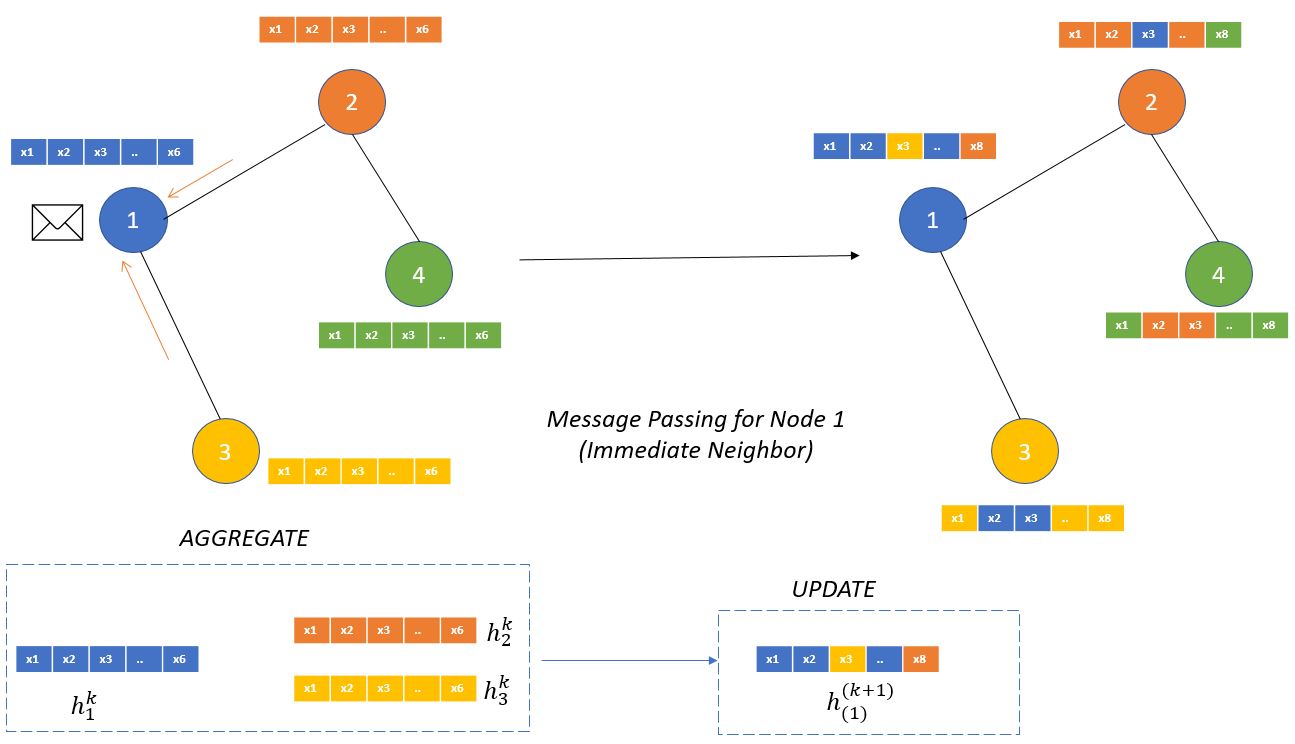 x1 x2 x3 .. x6
x1 x2 x3 .. x8
2
2
x1 x2 x3 .. x6
x1 x2 x3 .. x8
1
1
4
4
x1 x2 x3 .. x6
x1 x2 x3 .. x8
Message Passing for Node 1
(Immediate Neighbor)
3
x1 x2 x3 .. x6
3
x1 x2 x3 .. x8
AGGREGATE
UPDATE
x1 x2 x3 .. x6
h_1^k
x1 x2 x3 .. x6 h_2^k
x1 x2 x3 .. x6 h_3^k
x1 x2 x3 .. x8
h_(1)^(k+1)